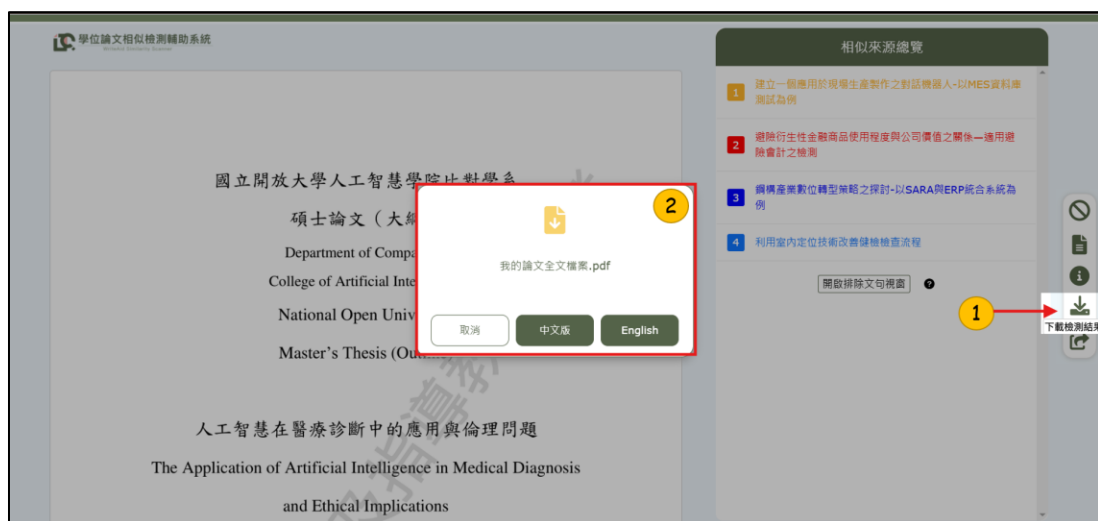 學位論文相似檢測輔助系統
國立開放大學人工智慧學院比對學系
碩士論文（大綱
Department of Compa
College of Artificial Inte
National Open Univ
Master's Thesis (Ou
人工智慧在醫療診斷中的應用與倫理問題
The Application of Artificial Intelligence in Medical Diagnosis
and Ethical Implications
及指導教
2
我的論文全文檔案.pdf
取消
中文版
English
相似來源總覽
1
建立一個應用於現場生產製作之對話機器人-以MES資料庫
測試為例
2
避險衍生性金融商品使用程度與公司價值之關係—適用避
險會計之檢測
3
鋼構產業數位轉型策略之探討-以SARA與ERP統合系統為
例
4
利用室內定位技術改善健檢檢查流程
開啟排除文句視窗
1
下載檢測結果